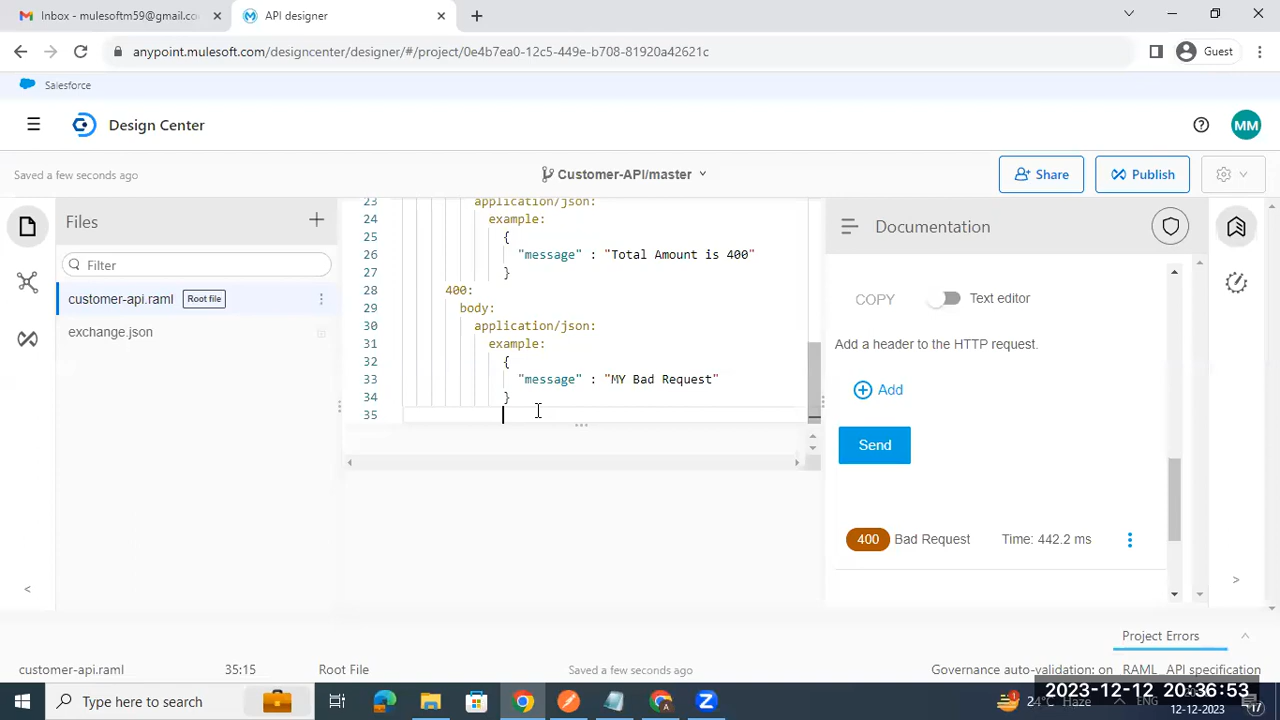 Inbox - mulesoftm59@gmail.co
API designer
anypoint.mulesoft.com/designcenter/designer/#/project/0e4b7ea0-12c5-449e-b708-81920a42621c
Guest
Salesforce
Design Center
MM
Saved a few seconds ago
Customer-API/master
Share
Publish
Files
Filter
customer-api.raml
Root file
exchange.json
23 application/json:
24 example:
25 {
26 "message" : "Total Amount is 400"
27 }
28 400:
29 body:
30 application/json:
31 example:
32 {
33 "message" : "MY Bad Request"
34 }
35
Documentation
COPY
Text editor
Add a header to the HTTP request.
Add
Send
400 Bad Request Time: 442.2 ms
Project Errors
customer-api.raml 35:15 Root File Saved a few seconds ago Governance auto-validation: on RAML API specification
Type here to search
24°C Haze
ENG
2023-12-12 20:36:53
12-12-2023
17